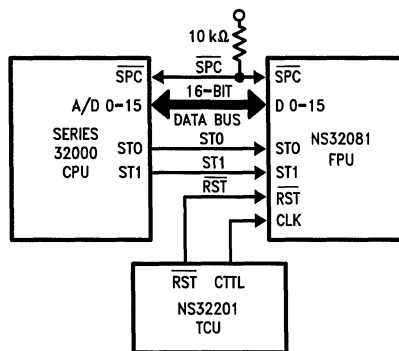 10 kΩ
SPC
SPC
SPC
A/D 0-15
16-BIT
D 0-15
DATA BUS
SERIES
32000
CPU
NS32081
FPU
ST0
ST0
ST0
ST1
ST1
ST1
RST
RST
CLK
RST
CTTL
NS32201
TCU